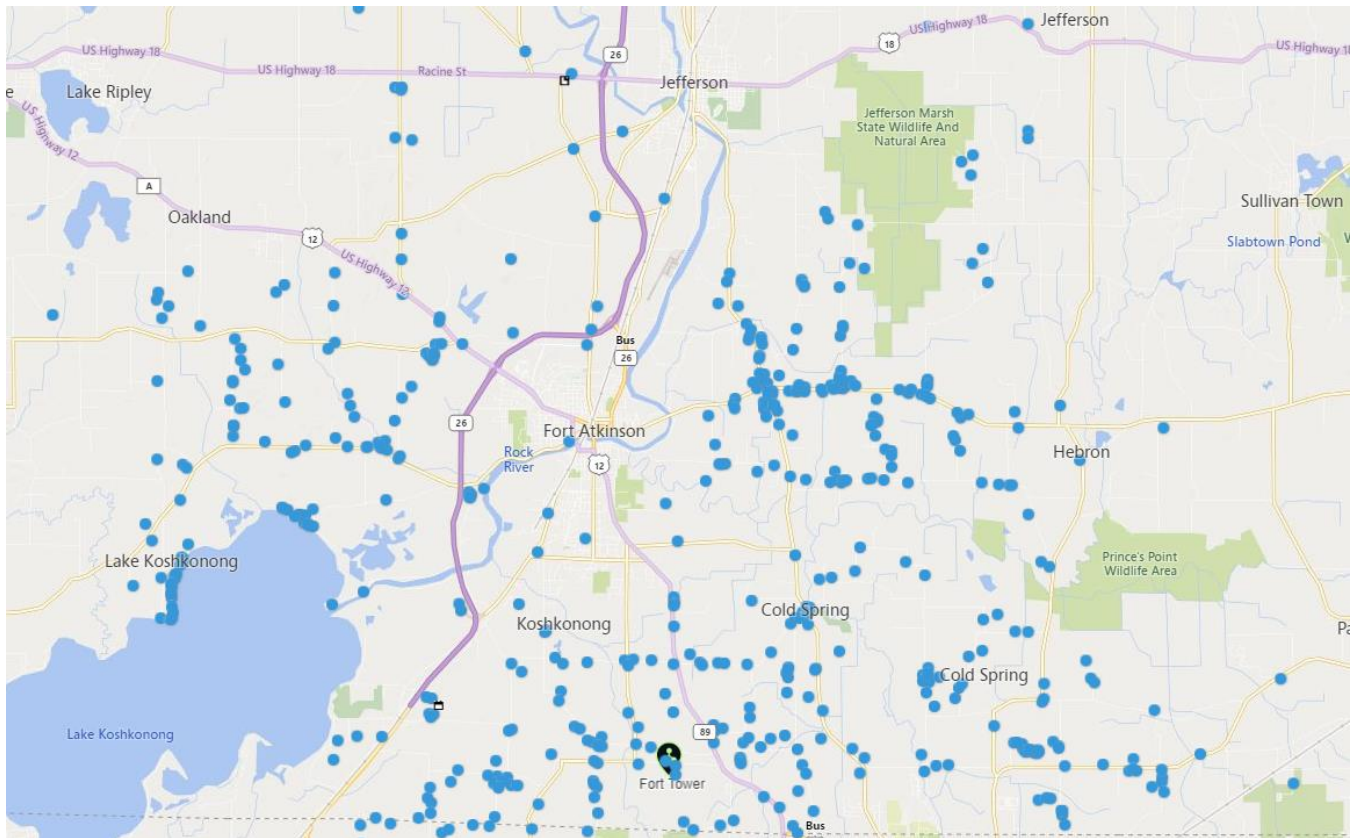 Jefferson
US Highway 18
18
US Highway 18
US Highway 18
26
US Highway 18
Racine St
Jefferson
Lake Ripley
US Highway 12
Jefferson Marsh
State Wildlife And
Natural Area
A
Oakland
12
US Highway 12
Sullivan Town
Slabtown Pond
Bus
26
26
Fort Atkinson
Rock
River
12
Hebron
Lake Koshkonong
Prince's Point
Wildlife Area
Cold Spring
Koshkonong
Cold Spring
Lake Koshkonong
89
Fort Tower
Bus